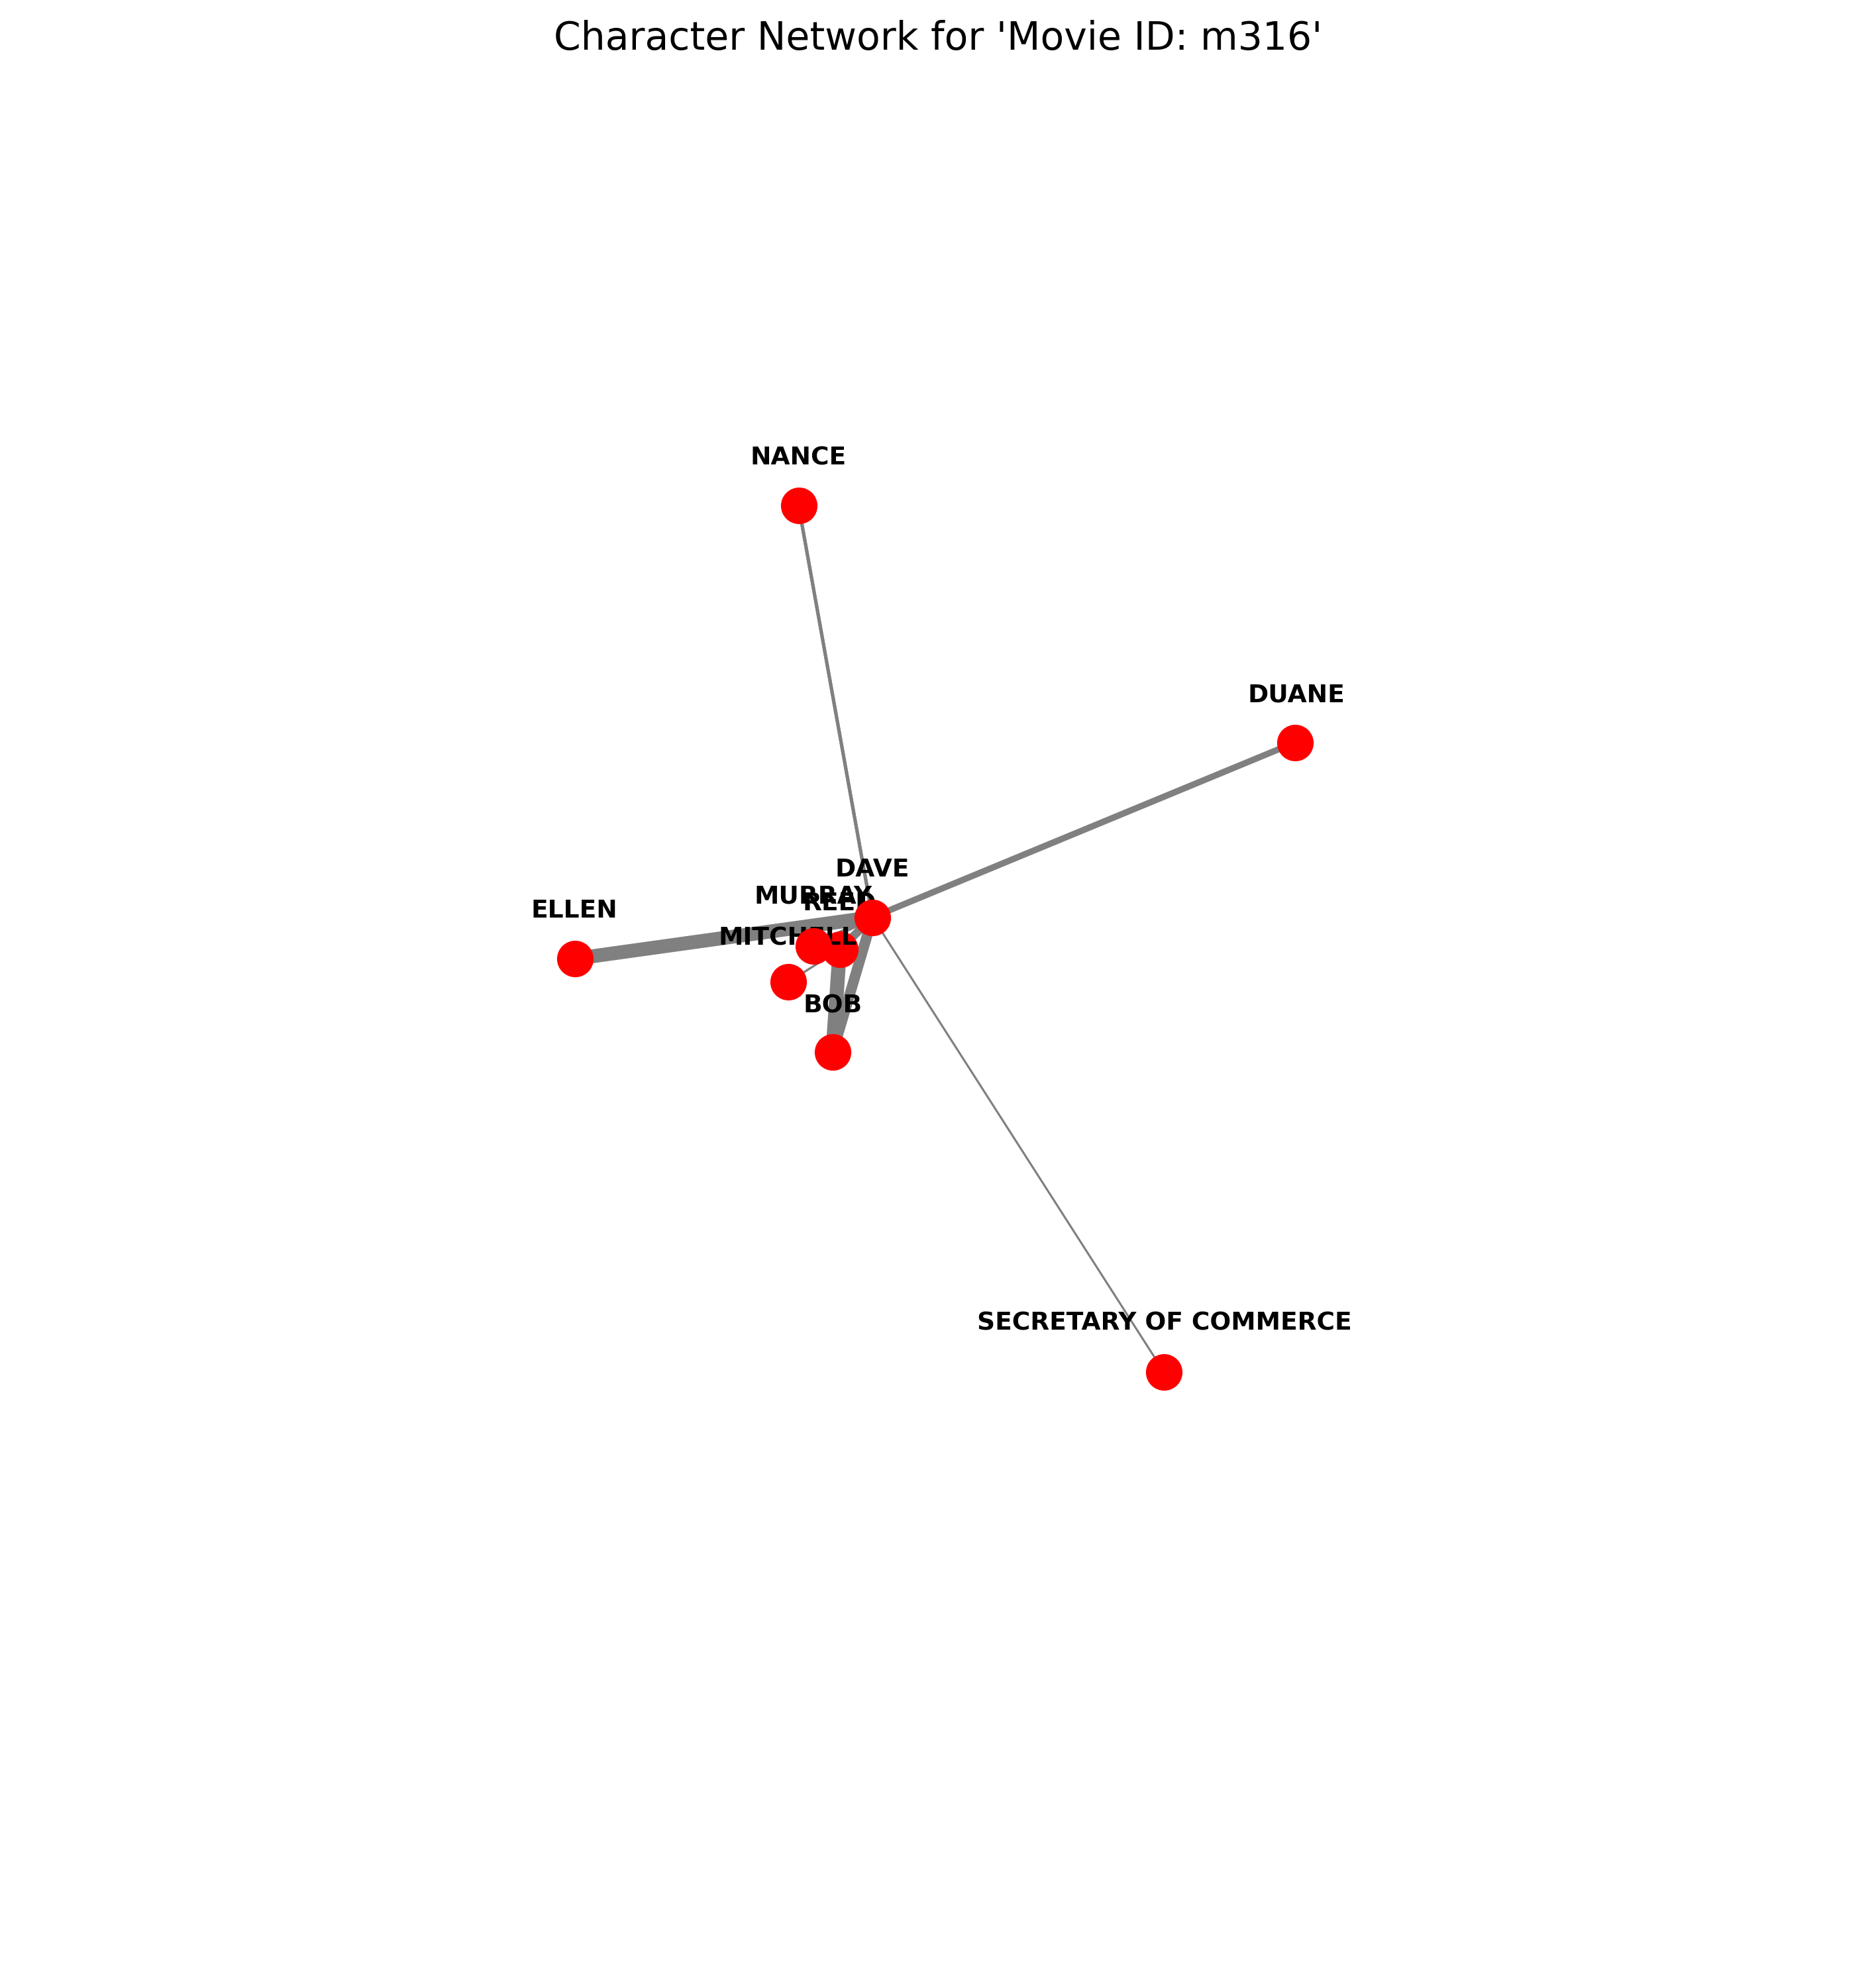 Character Network for 'Movie ID: m316'
NANCE
DUANE
DAVE
MURRAY
REED
ELLEN
MITCHELL
BOB
SECRETARY OF COMMERCE